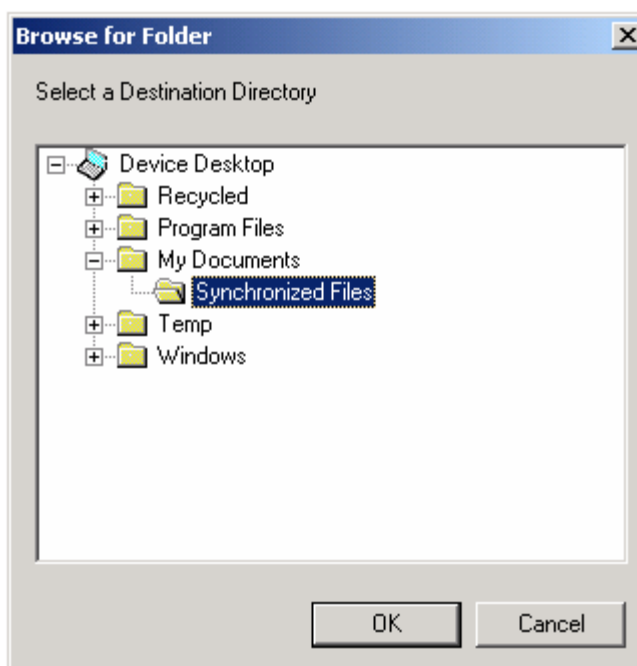 Browse for Folder
Select a Destination Directory
Device Desktop
Recycled
Program Files
My Documents
Synchronized Files
Temp
Windows
OK Cancel